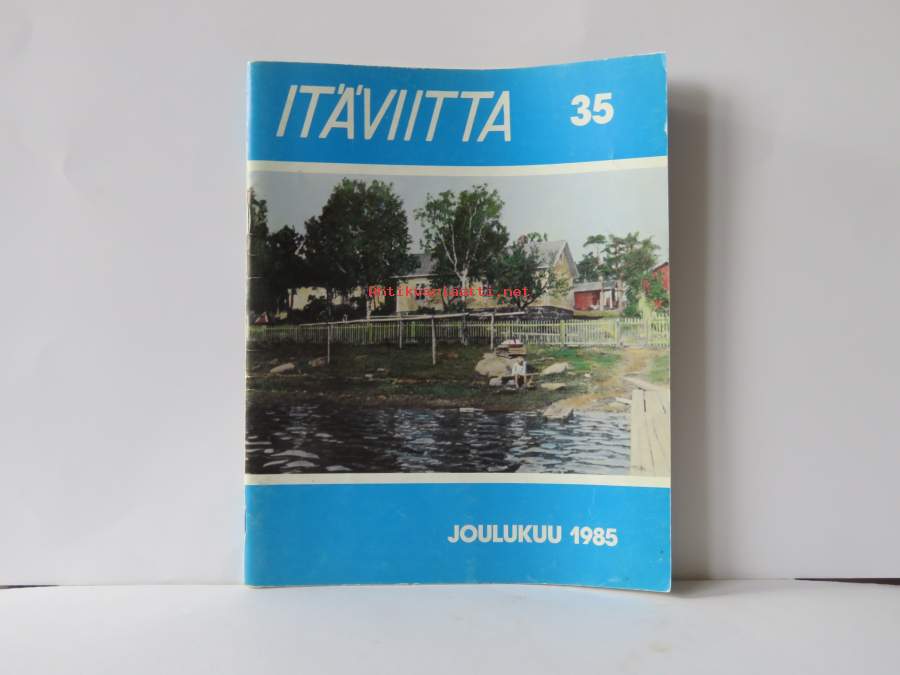 ITÄVIITTA 35
Antikvariaatti.net
JOULUKUU 1985